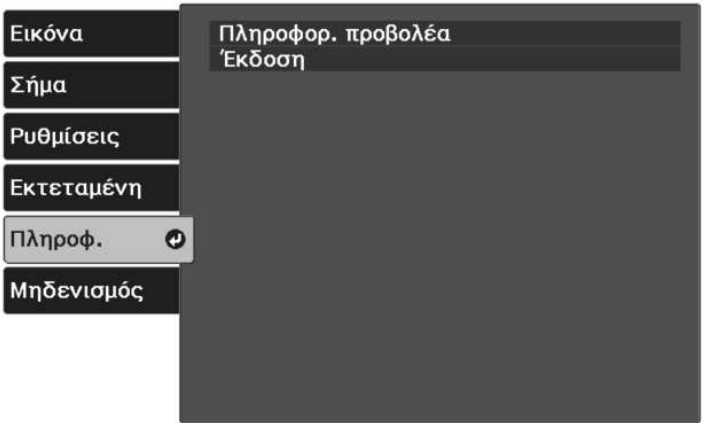 Εικόνα
Σήμα
Ρυθμίσεις
Εκτεταμένη
Πληροφ.
Μηδενισμός
Πληροφορ. προβολέα
Έκδοση